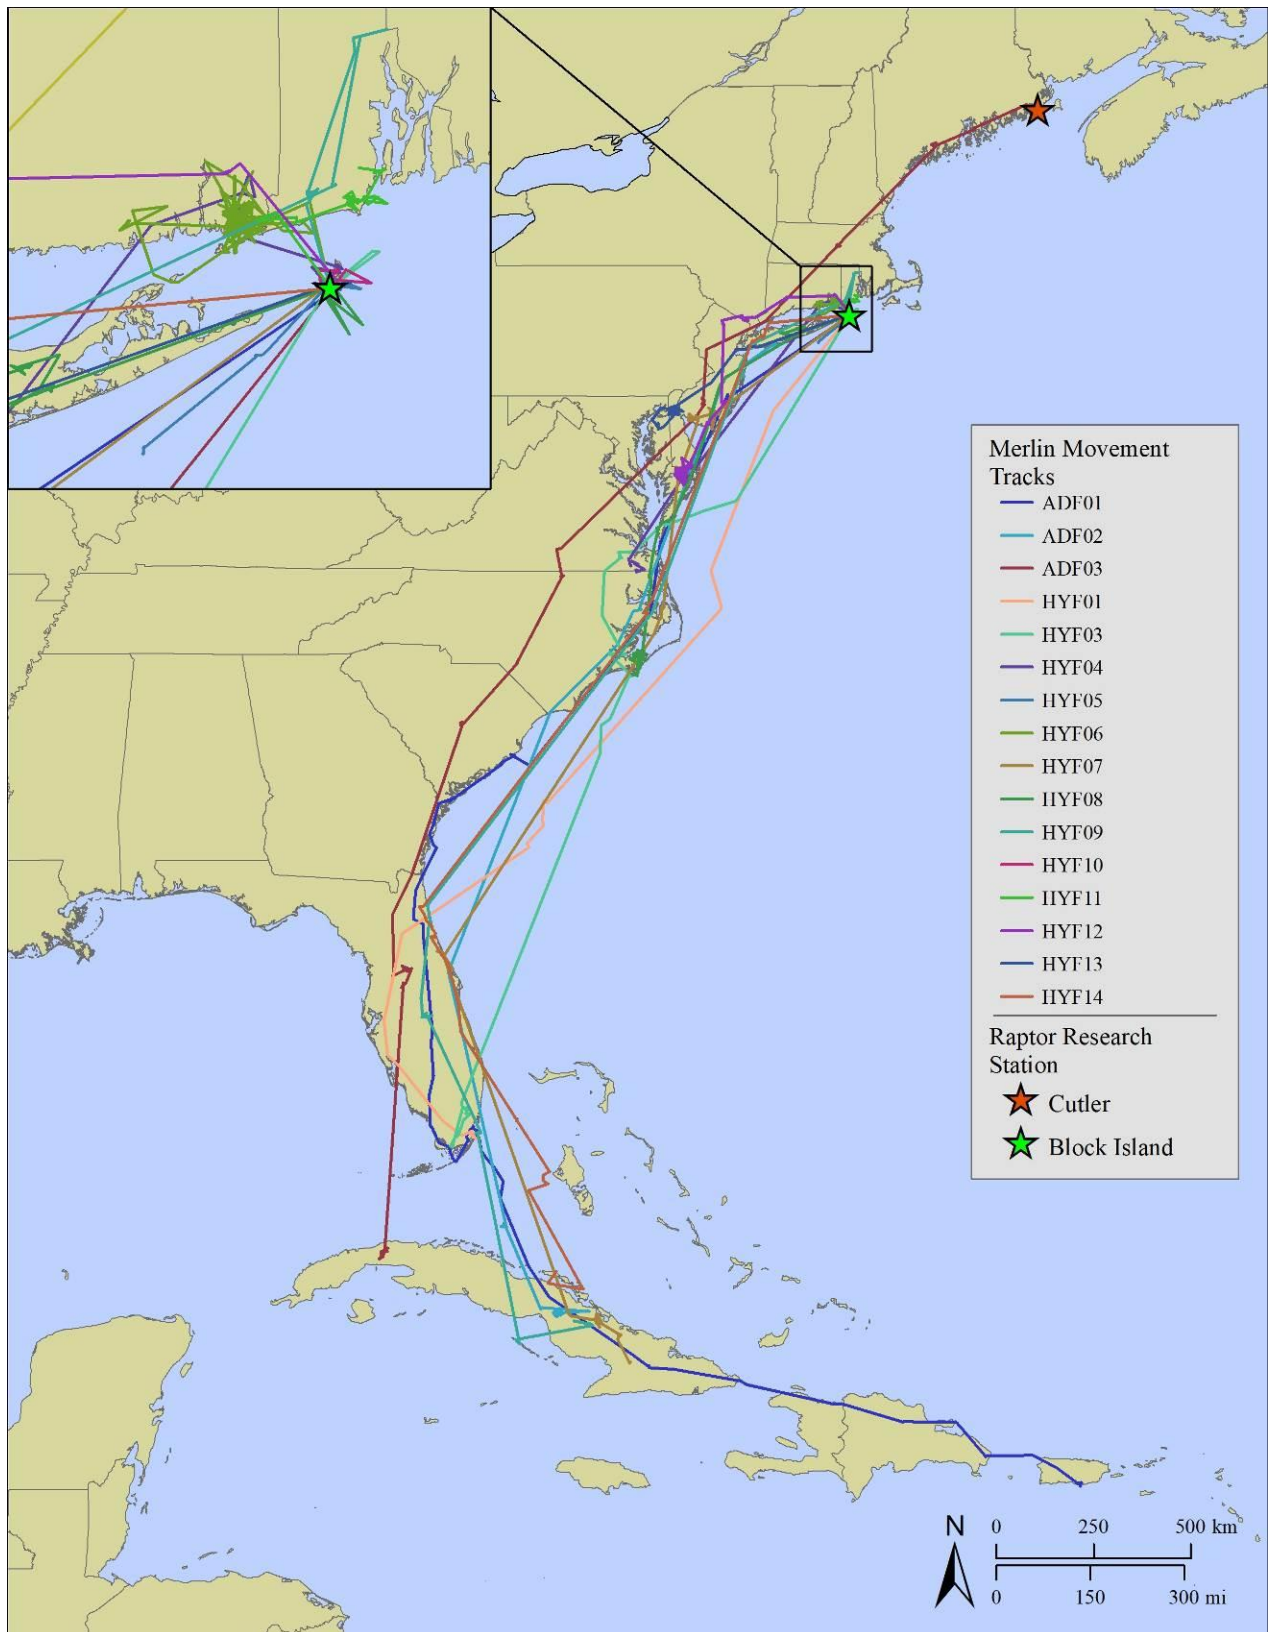 Merlin Movement
Tracks
ADF01
ADF02
ADF03
HYF01
HYF03
HYF04
HYF05
HYF06
HYF07
HYF08
HYF09
HYF10
HYF11
HYF12
HYF13
HYF14
Raptor Research
Station
Cutler
Block Island
N
0 250 500 km
0 150 300 mi